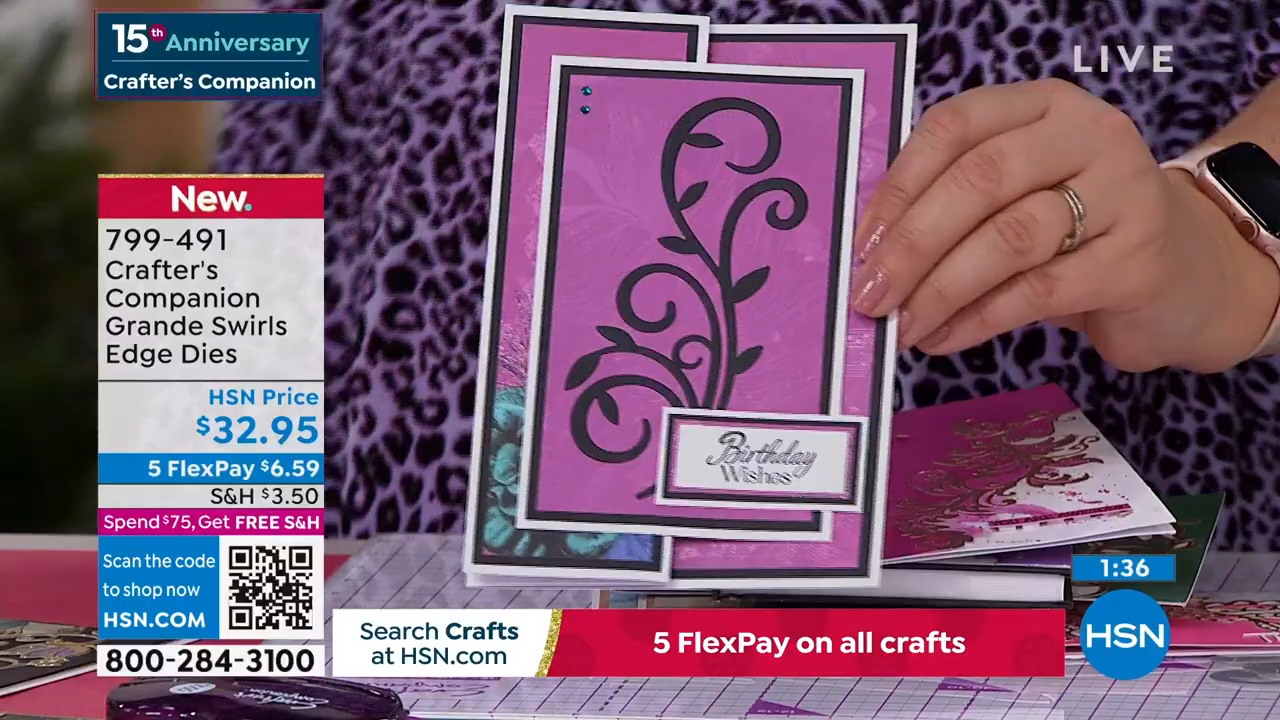 15th Anniversary
Crafter's Companion
LIVE
New.
799-491
Crafter's
Companion
Grande Swirls
Edge Dies
HSN Price
$32.95
5 FlexPay $6.59
S&H $3.50
Spend $75, Get FREE S&H
Scan the code
to shop now
HSN.COM
800-284-3100
Birthday
Wishes
Search Crafts
at HSN.com
5 FlexPay on all crafts
1:36
HSN
Crafter's
Companion